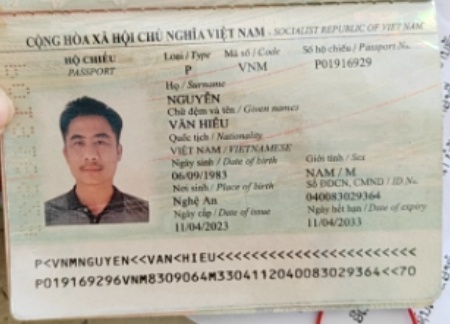 CỘNG HÒA XÃ HỘI CHỦ NGHĨA VIỆT NAM - SOCIALIST REPUBLIC OF VIET NAM
HỘ CHIẾU
PASSPORT
Loại / Type Mã số / Code Số hộ chiếu / Passport No.
P VNM P01916929
Họ / Surname
NGUYỄN
Chữ đệm và tên / Given names
VĂN HIẾU
Quốc tịch / Nationality
VIỆT NAM / VIETNAMESE
Ngày sinh / Date of birth Giới tính / Sex
06/09/1983 NAM / M
Nơi sinh / Place of birth Số ĐDCN, CMND / ID No.
Nghệ An 040083029364
Ngày cấp / Date of issue Ngày hết hạn / Date of expiry
11/04/2023 11/04/2033
P<VNMNGUYEN<<VAN<HIEU<<<<<<<<<<<<<<<<<<<<<<<
P019169296VNM8309064M3304112040083029364<<70